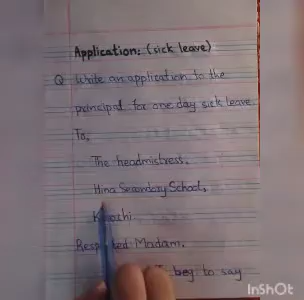 Application: (sick leave)
Q Write an application to the
principal for one day sick leave.
To,
The headmistress,
Hina Secondary School,
Karachi
Respected Madam,
I beg to say
InShOt